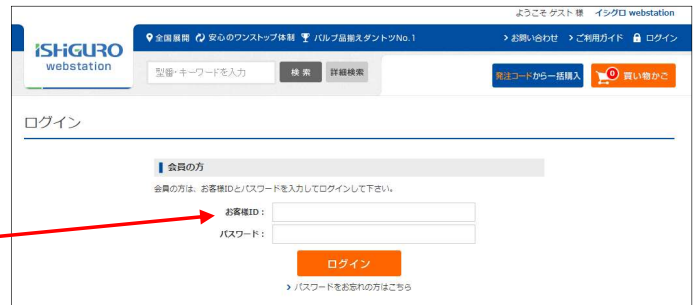 ようこそ ゲスト 様 イシグロ webstation
ISHiGURO
webstation
全国展開 安心のワンストップ体制 バルブ品揃えダントツNo.1
お問い合わせ ご利用ガイド ログイン
型番・キーワードを入力 検 索 詳細検索
発注コードから一括購入 0 買い物かご
ログイン
会員の方
会員の方は、お客様IDとパスワードを入力してログインして下さい。
お客様ID：
パスワード：
ログイン
パスワードをお忘れの方はこちら